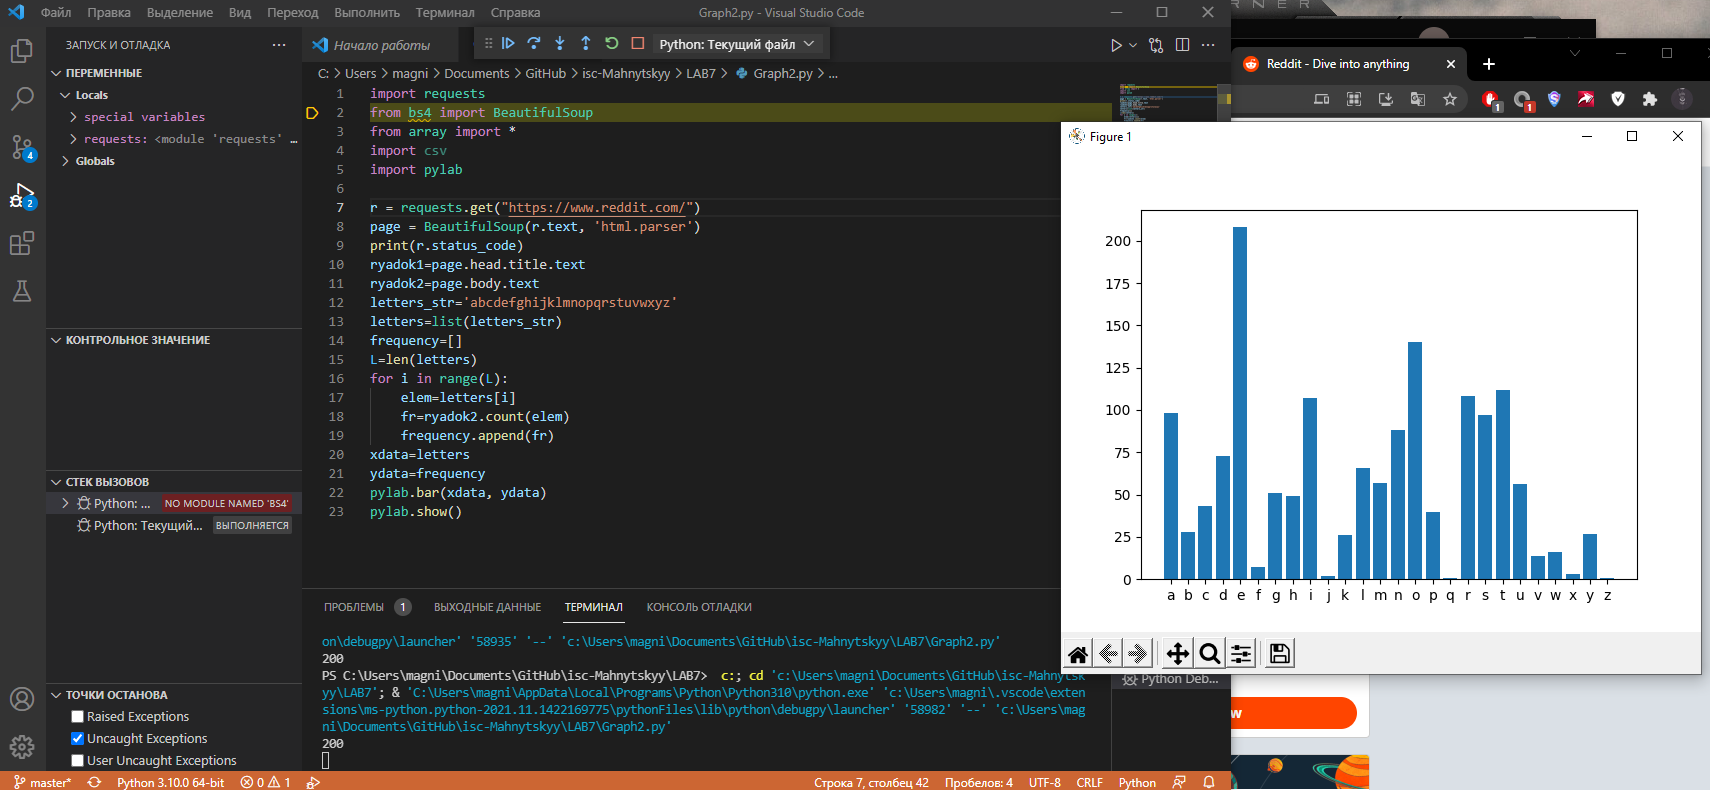 Файл Правка Выделение Вид Переход Выполнить Терминал Справка
Graph2.py - Visual Studio Code
ЗАПУСК И ОТЛАДКА
Начало работы
Python: Текущий файл
C: > Users > magni > Documents > GitHub > isc-Mahnytskyy > LAB7 > Graph2.py > ...
ПЕРЕМЕННЫЕ
Locals
special variables
requests: <module 'requests' ...
Globals
КОНТРОЛЬНОЕ ЗНАЧЕНИЕ
СТЕК ВЫЗОВОВ
Python: ... NO MODULE NAMED 'BS4'
Python: Текущий... ВЫПОЛНЯЕТСЯ
ТОЧКИ ОСТАНОВА
Raised Exceptions
Uncaught Exceptions
User Uncaught Exceptions
4
2
1 import requests
2 from bs4 import BeautifulSoup
3 from array import *
4 import csv
5 import pylab
6
7 r = requests.get("https://www.reddit.com/")
8 page = BeautifulSoup(r.text, 'html.parser')
9 print(r.status_code)
10 ryadok1=page.head.title.text
11 ryadok2=page.body.text
12 letters_str='abcdefghijklmnopqrstuvwxyz'
13 letters=list(letters_str)
14 frequency=[]
15 L=len(letters)
16 for i in range(L):
17 elem=letters[i]
18 fr=ryadok2.count(elem)
19 frequency.append(fr)
20 xdata=letters
21 ydata=frequency
22 pylab.bar(xdata, ydata)
23 pylab.show()
ПРОБЛЕМЫ 1 ВЫХОДНЫЕ ДАННЫЕ ТЕРМИНАЛ КОНСОЛЬ ОТЛАДКИ
on\debugpy\launcher' '58935' '--' 'c:\Users\magni\Documents\GitHub\isc-Mahnytskyy\LAB7\Graph2.py'
200
PS C:\Users\magni\Documents\GitHub\isc-Mahnytskyy\LAB7> c:; cd 'c:\Users\magni\Documents\GitHub\isc-Mahnytsk
yy\LAB7'; & 'C:\Users\magni\AppData\Local\Programs\Python\Python310\python.exe' 'c:\Users\magni\.vscode\exten
sions\ms-python.python-2021.11.1422169775\pythonFiles\lib\python\debugpy\launcher' '58982' '--' 'c:\Users\mag
ni\Documents\GitHub\isc-Mahnytskyy\LAB7\Graph2.py'
200
Python Deb...
master* Python 3.10.0 64-bit 0 1
Строка 7, столбец 42 Пробелов: 4 UTF-8 CRLF Python
R N E R
Reddit - Dive into anything
1
1
Figure 1
200
175
150
125
100
75
50
25
0
a b c d e f g h i j k l m n o p q r s t u v w x y z